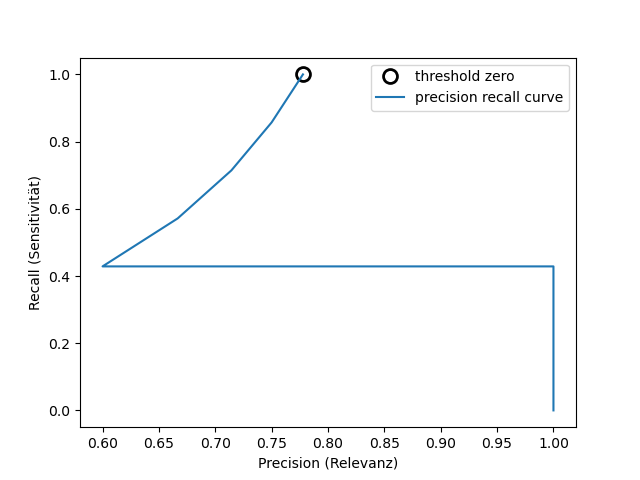 threshold zero
precision recall curve
1.0
0.8
0.6
0.4
0.2
0.0
Recall (Sensitivität)
0.60 0.65 0.70 0.75 0.80 0.85 0.90 0.95 1.00
Precision (Relevanz)